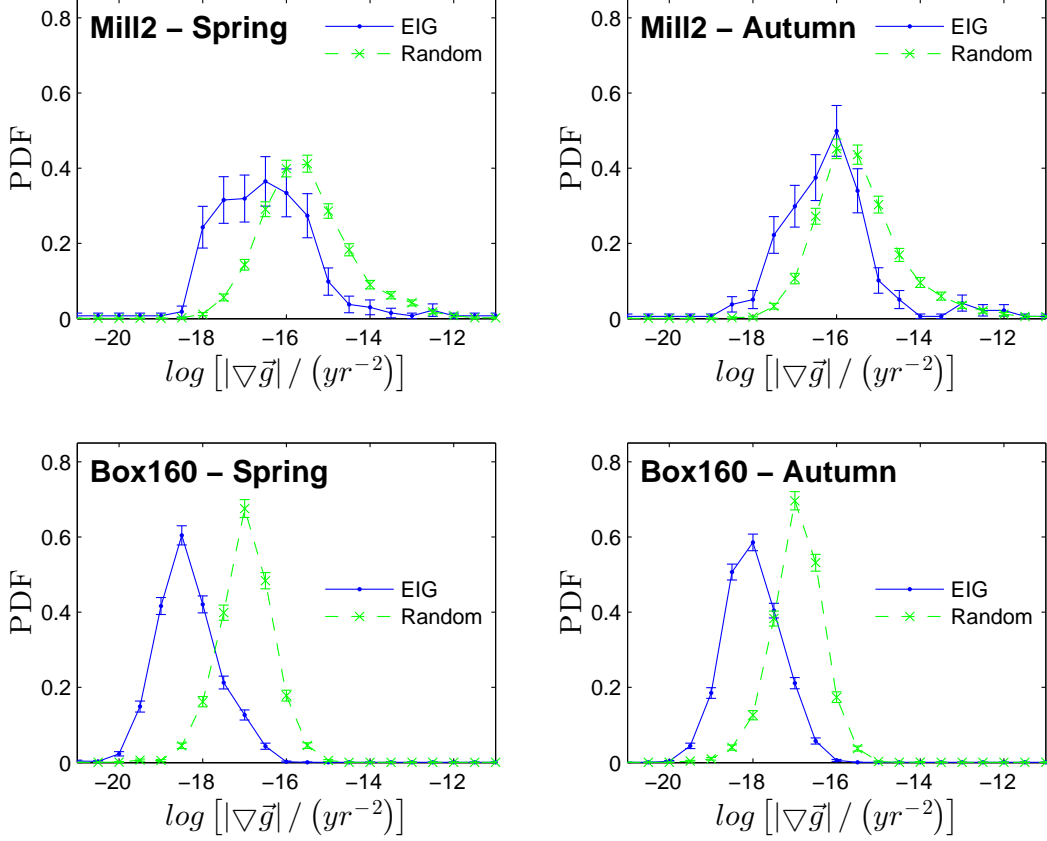 Mill2 – Spring
EIG
Random
0.8
0.6
0.4
0.2
0
PDF
−20 −18 −16 −14 −12
log [|▽g⃗| / (yr⁻²)]
Mill2 – Autumn
EIG
Random
0.8
0.6
0.4
0.2
0
PDF
−20 −18 −16 −14 −12
log [|▽g⃗| / (yr⁻²)]
Box160 – Spring
EIG
Random
0.8
0.6
0.4
0.2
0
PDF
−20 −18 −16 −14 −12
log [|▽g⃗| / (yr⁻²)]
Box160 – Autumn
EIG
Random
0.8
0.6
0.4
0.2
0
PDF
−20 −18 −16 −14 −12
log [|▽g⃗| / (yr⁻²)]